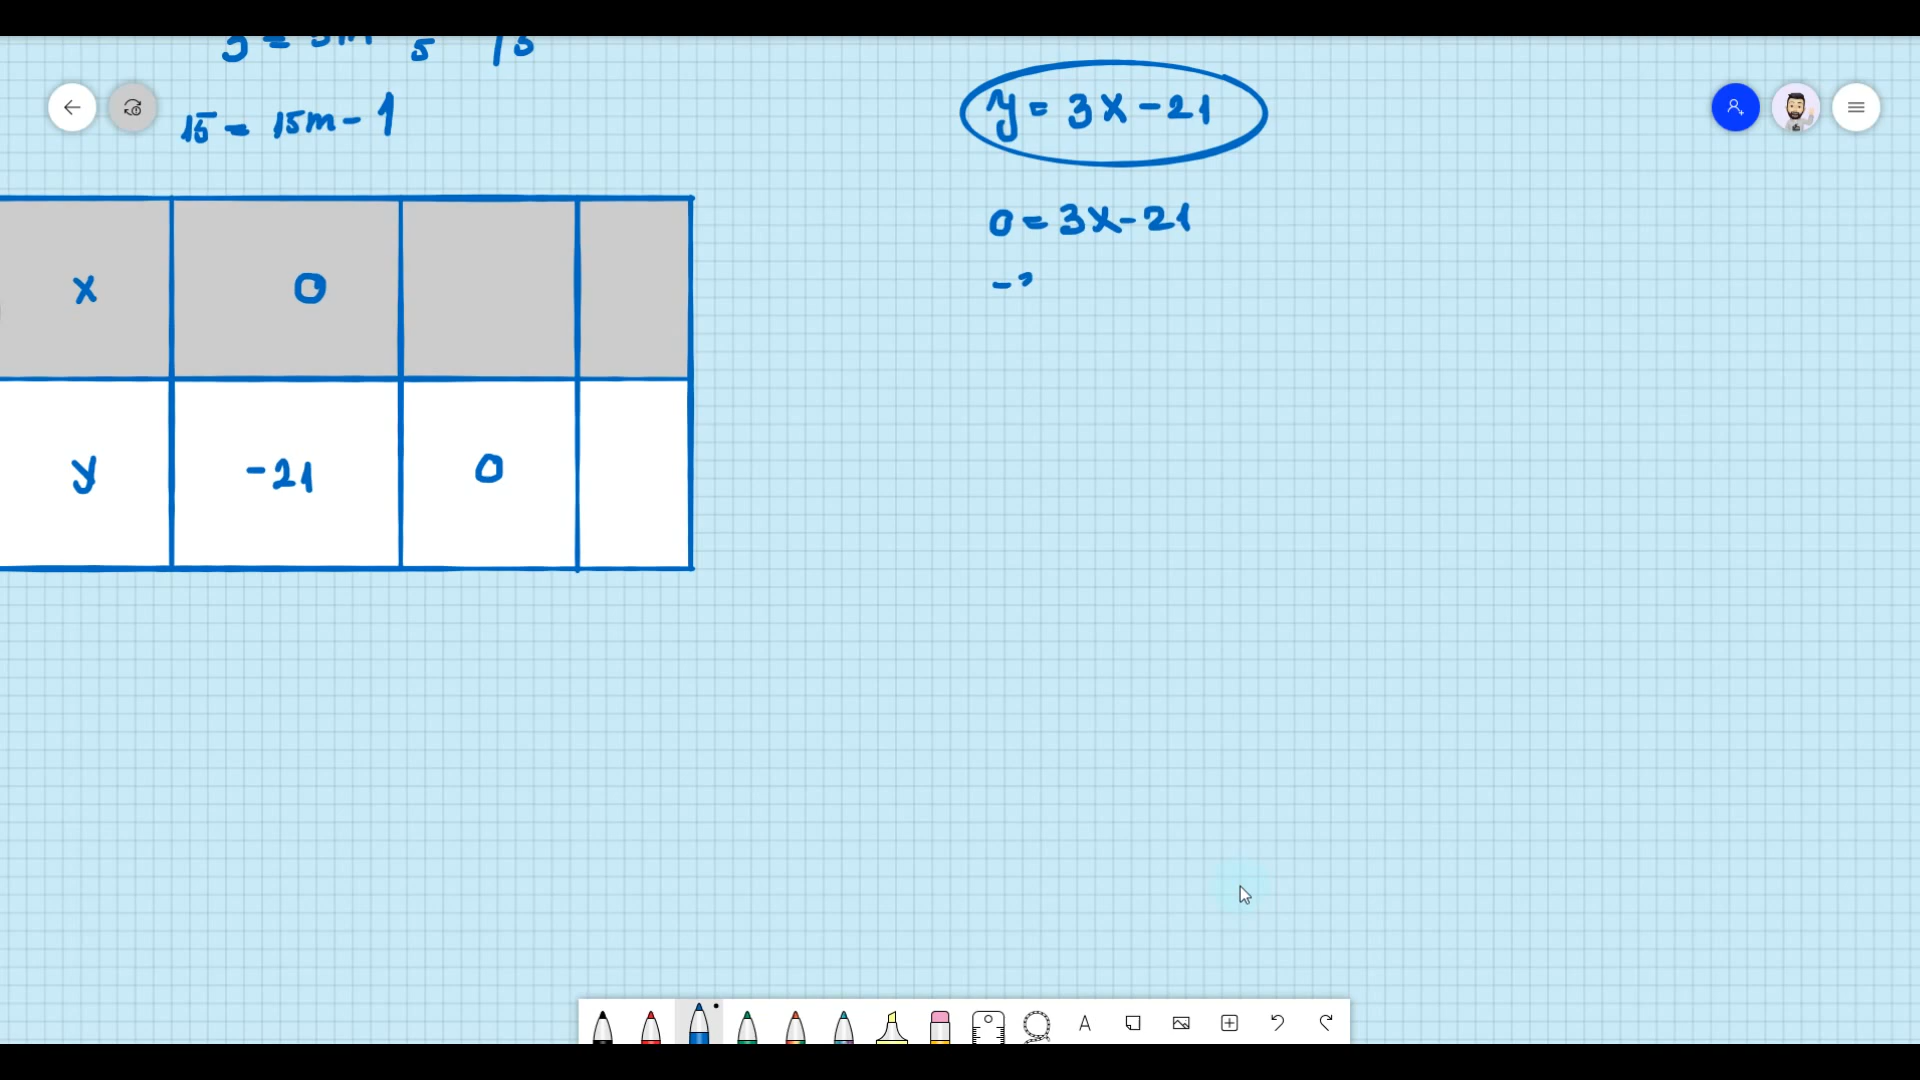 15 = 15m - 1
x 0
y -21 0
y = 3x - 21
0 = 3x - 21
A